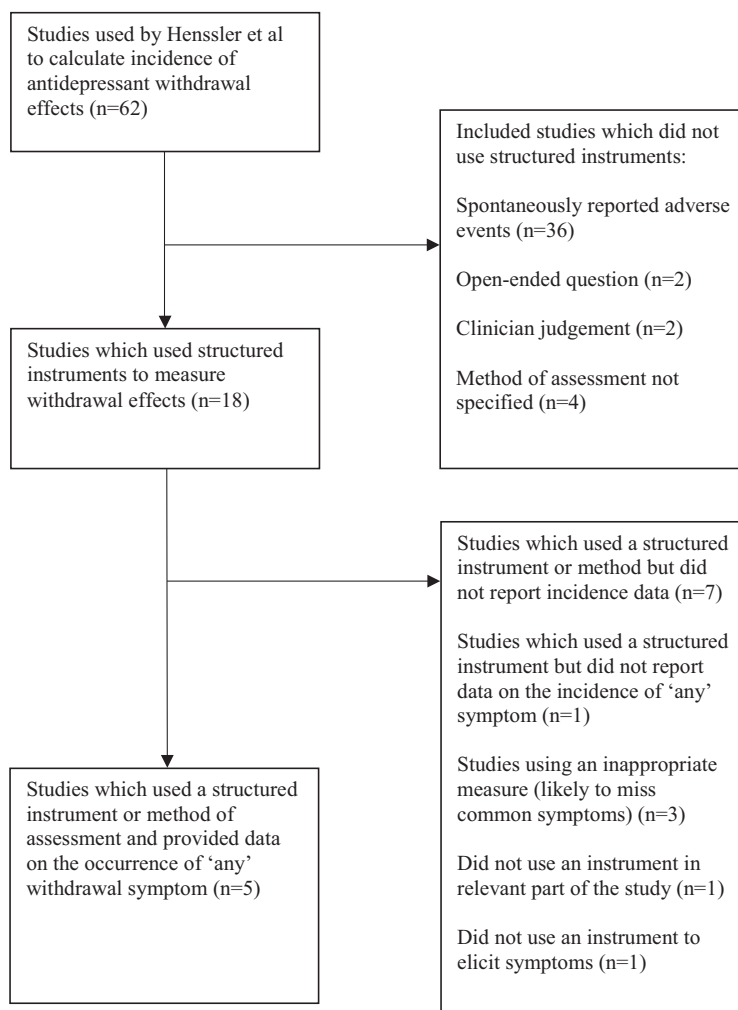 Studies used by Henssler et al
to calculate incidence of
antidepressant withdrawal
effects (n=62)
Included studies which did not
use structured instruments:
Spontaneously reported adverse
events (n=36)
Open-ended question (n=2)
Clinician judgement (n=2)
Method of assessment not
specified (n=4)
Studies which used structured
instruments to measure
withdrawal effects (n=18)
Studies which used a structured
instrument or method but did
not report incidence data (n=7)
Studies which used a structured
instrument but did not report
data on the incidence of ‘any’
symptom (n=1)
Studies using an inappropriate
measure (likely to miss
common symptoms) (n=3)
Did not use an instrument in
relevant part of the study (n=1)
Did not use an instrument to
elicit symptoms (n=1)
Studies which used a structured
instrument or method of
assessment and provided data
on the occurrence of ‘any’
withdrawal symptom (n=5)